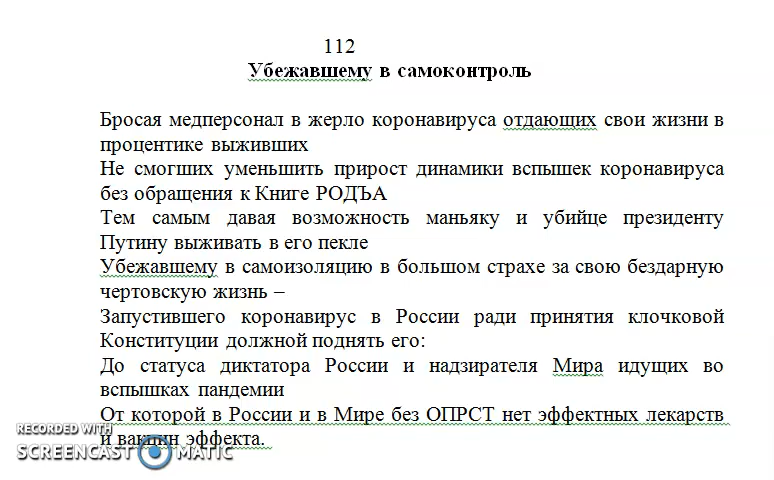 112
Убежавшему в самоконтроль
Бросая медперсонал в жерло коронавируса отдающих свои жизни в
процентике выживших
Не смогших уменьшить прирост динамики вспышек коронавируса
без обращения к Книге РОДЪА
Тем самым давая возможность маньяку и убийце президенту
Путину выживать в его пекле
Убежавшему в самоизоляцию в большом страхе за свою бездарную
чертовскую жизнь –
Запустившего коронавирус в России ради принятия клочковой
Конституции должной поднять его:
До статуса диктатора России и надзирателя Мира идущих во
вспышках пандемии
От которой в России и в Мире без ОПРСТ нет эффектных лекарств
и вакцин эффекта.
RECORDED WITH
SCREENCAST MATIC